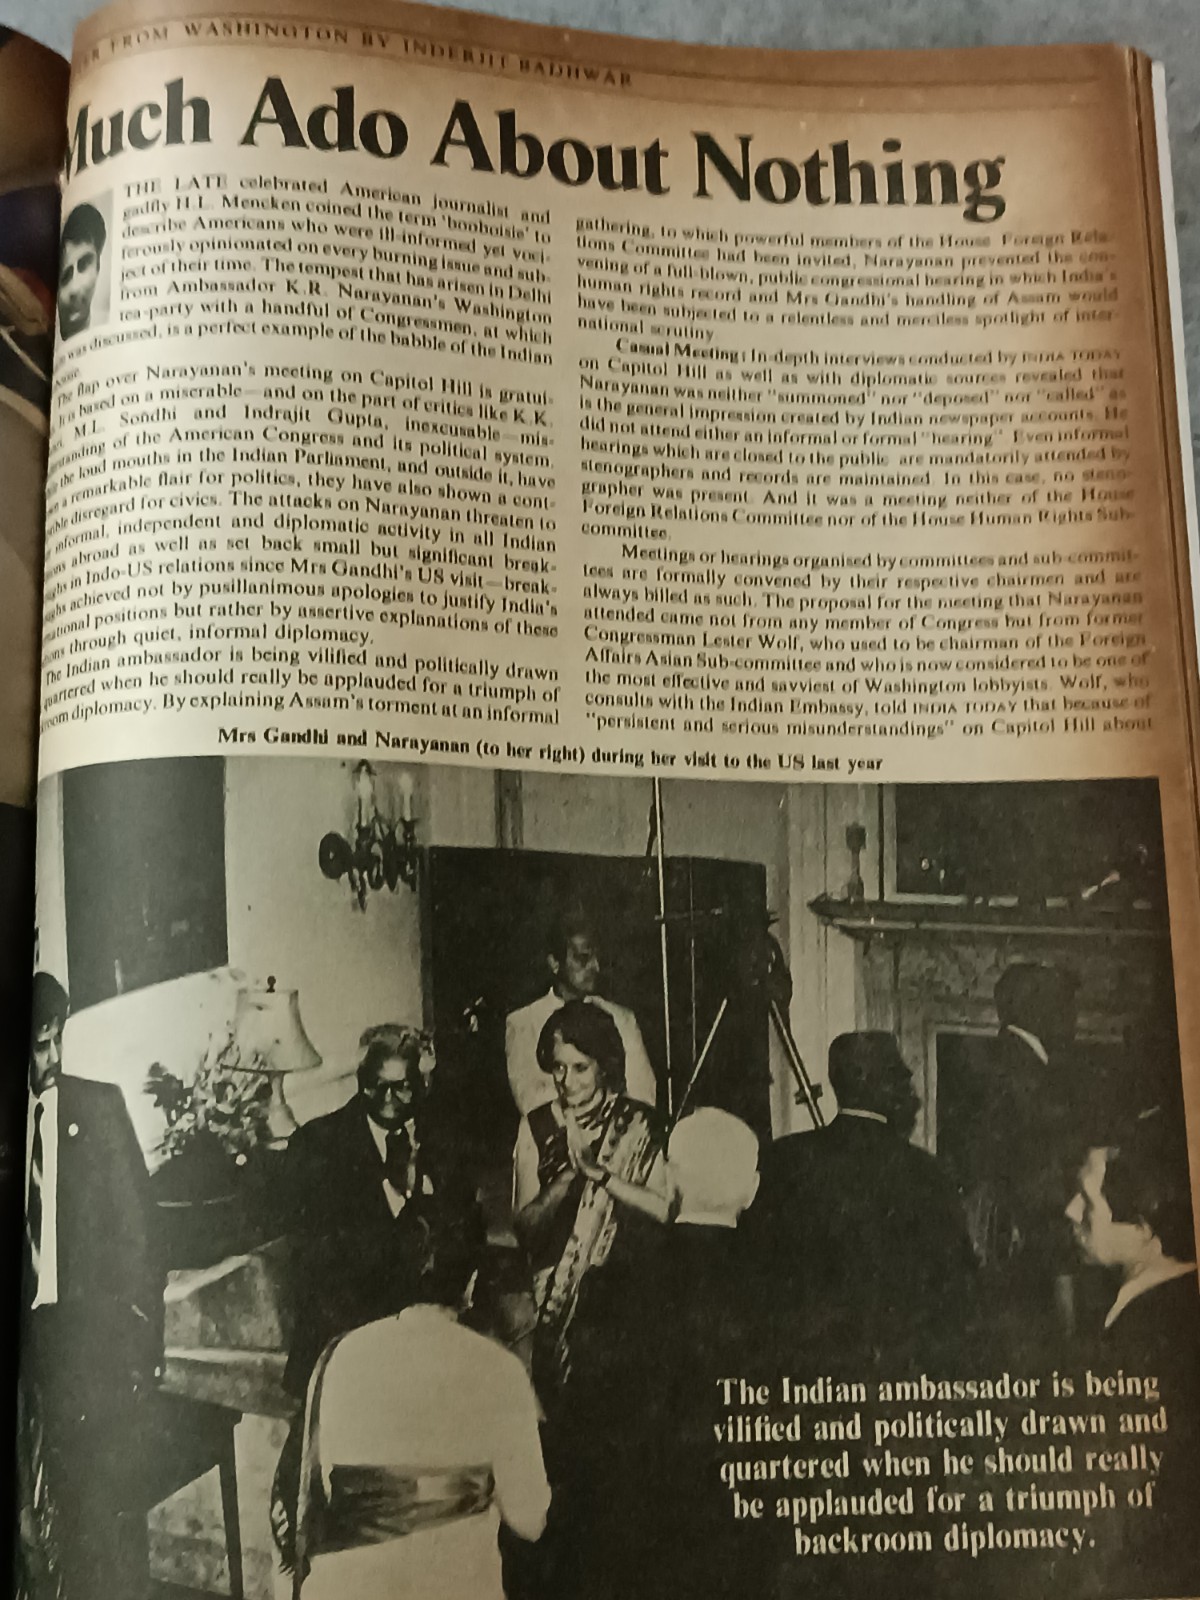 FROM WASHINGTON BY INDERJIT BADHWAR
Much Ado About Nothing
THE LATE celebrated American journalist and
gadfly H.L. Mencken coined the term 'booboisie' to
describe Americans who were ill-informed yet voci-
ferously opinionated on every burning issue and sub-
ject of their time. The tempest that has arisen in Delhi
from Ambassador K.R. Narayanan's Washington
tea-party with a handful of Congressmen, at which
was discussed, is a perfect example of the babble of the Indian
The flap over Narayanan's meeting on Capitol Hill is gratui-
It is based on a miserable—and on the part of critics like K.K.
M.L. Sondhi and Indrajit Gupta, inexcusable—mis-
of the American Congress and its political system.
the loud mouths in the Indian Parliament, and outside it, have
a remarkable flair for politics, they have also shown a cont-
disregard for civics. The attacks on Narayanan threaten to
informal, independent and diplomatic activity in all Indian
abroad as well as set back small but significant break-
in Indo-US relations since Mrs Gandhi's US visit—break-
achieved not by pusillanimous apologies to justify India's
positions but rather by assertive explanations of these
through quiet, informal diplomacy.
The Indian ambassador is being vilified and politically drawn
quartered when he should really be applauded for a triumph of
diplomacy. By explaining Assam's torment at an informal
gathering, to which powerful members of the House Foreign Rela-
tions Committee had been invited, Narayanan prevented the con-
vening of a full-blown, public congressional hearing in which India's
human rights record and Mrs Gandhi's handling of Assam would
have been subjected to a relentless and merciless spotlight of inter-
national scrutiny.
Casual Meeting: In-depth interviews conducted by INDIA TODAY
on Capitol Hill as well as with diplomatic sources revealed that
Narayanan was neither "summoned" nor "deposed" nor "called" as
is the general impression created by Indian newspaper accounts. He
did not attend either an informal or formal "hearing". Even informal
hearings which are closed to the public are mandatorily attended by
stenographers and records are maintained. In this case, no steno-
grapher was present. And it was a meeting neither of the House
Foreign Relations Committee nor of the House Human Rights Sub-
committee.
Meetings or hearings organised by committees and sub-commit-
tees are formally convened by their respective chairmen and are
always billed as such. The proposal for the meeting that Narayanan
attended came not from any member of Congress but from former
Congressman Lester Wolf, who used to be chairman of the Foreign
Affairs Asian Sub-committee and who is now considered to be one of
the most effective and savviest of Washington lobbyists. Wolf, who
consults with the Indian Embassy, told INDIA TODAY that because of
"persistent and serious misunderstandings" on Capitol Hill about
Mrs Gandhi and Narayanan (to her right) during her visit to the US last year
The Indian ambassador is being
vilified and politically drawn and
quartered when he should really
be applauded for a triumph of
backroom diplomacy.